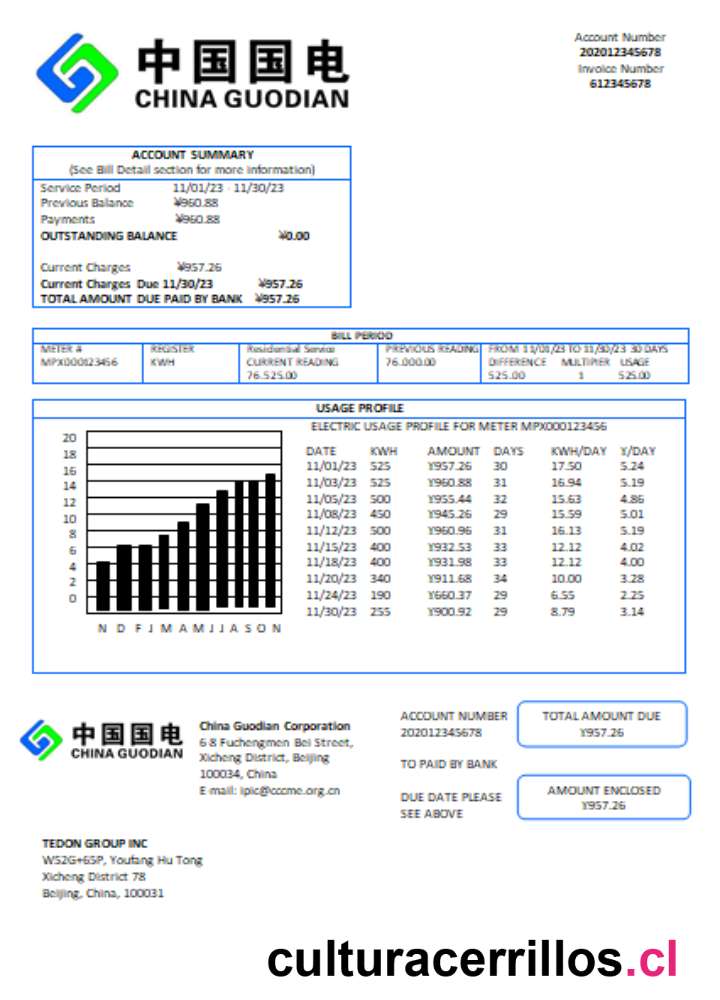 中国国电
CHINA GUODIAN
Account Number
202012345678
Invoice Number
612345678
ACCOUNT SUMMARY
(See Bill Detail section for more information)
Service Period 11/01/23 - 11/30/23
Previous Balance ¥960.88
Payments ¥960.88
OUTSTANDING BALANCE ¥0.00
Current Charges ¥957.26
Current Charges Due 11/30/23 ¥957.26
TOTAL AMOUNT DUE PAID BY BANK ¥957.26
BILL PERIOD
METER # REGISTER Residential Service PREVIOUS READING FROM 11/01/23 TO 11/30/23 30 DAYS
MPX000123456 KWH CURRENT READING 76.000.00 DIFFERENCE MULTIPIER USAGE
76.525.00 525.00 1 525.00
USAGE PROFILE
ELECTRIC USAGE PROFILE FOR METER MPX000123456
20
18
16
14
12
10
8
6
4
2
0
N D F J M A M J J A S O N
DATE KWH AMOUNT DAYS KWH/DAY Y/DAY
11/01/23 525 Y957.26 30 17.50 5.24
11/03/23 525 Y960.88 31 16.94 5.19
11/05/23 500 Y955.44 32 15.63 4.86
11/08/23 450 Y945.26 29 15.59 5.01
11/12/23 500 Y960.96 31 16.13 5.19
11/15/23 400 Y932.53 33 12.12 4.02
11/18/23 400 Y931.98 33 12.12 4.00
11/20/23 340 Y911.68 34 10.00 3.28
11/24/23 190 Y660.37 29 6.55 2.25
11/30/23 255 Y900.92 29 8.79 3.14
中国国电
CHINA GUODIAN
China Guodian Corporation
6-8 Fuchengmen Bei Street,
Xicheng District, Beijing
100034, China
E-mail: ipic@cccme.org.cn
ACCOUNT NUMBER
202012345678
TO PAID BY BANK
DUE DATE PLEASE
SEE ABOVE
TOTAL AMOUNT DUE
Y957.26
AMOUNT ENCLOSED
Y957.26
TEDON GROUP INC
W52G+65P, Youfang Hu Tong
Xicheng District 78
Beijing, China, 100031
culturacerrillos.cl